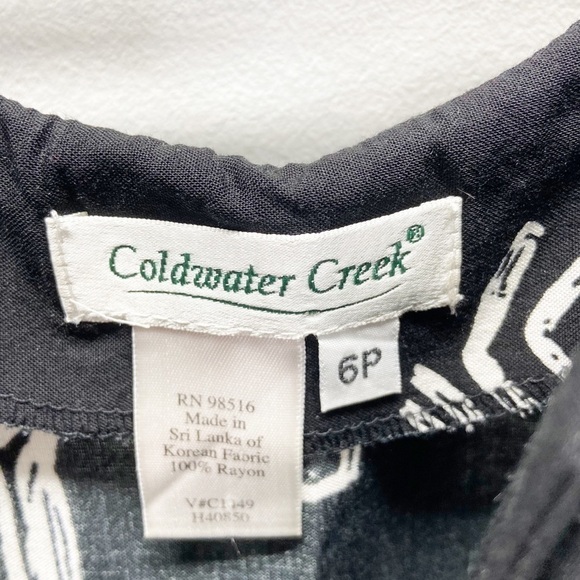 Coldwater Creek®
6P
RN 98516
Made in
Sri Lanka of
Korean Fabric
100% Rayon
V#C1149
H40850